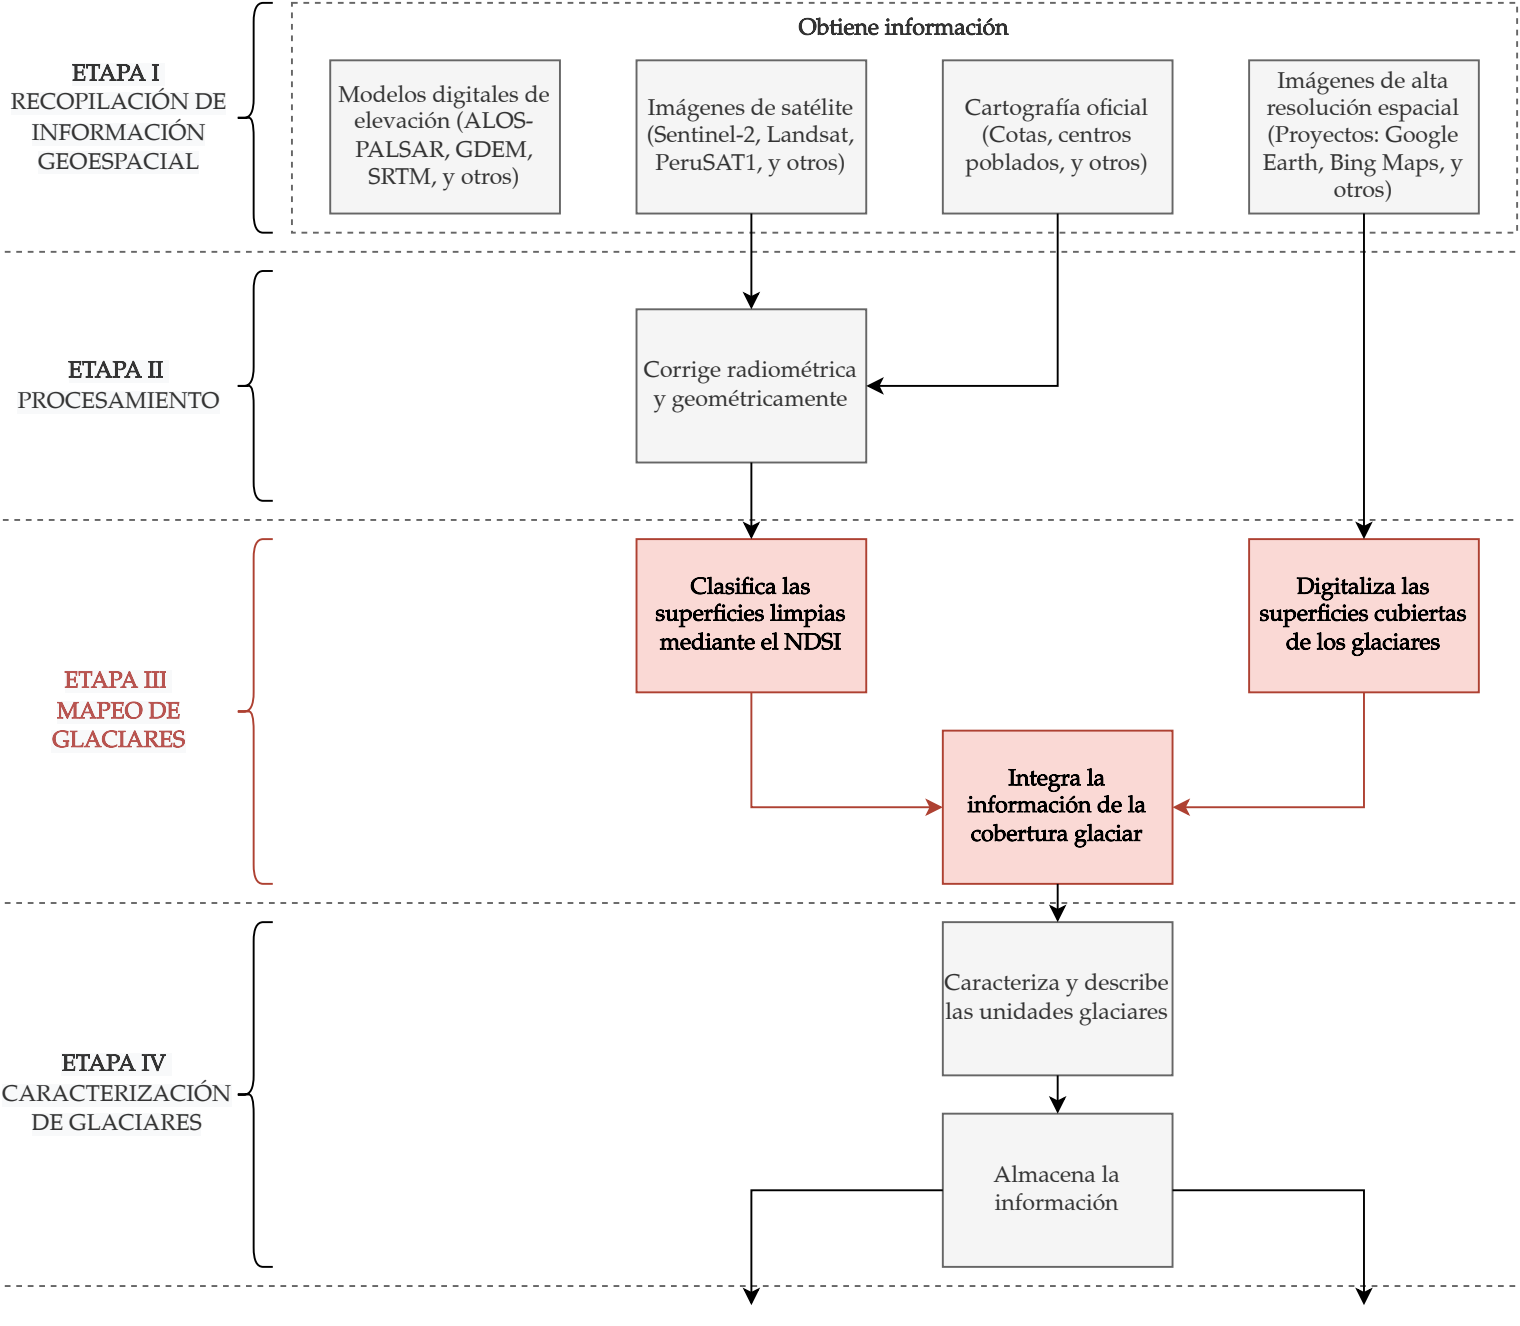 Obtiene información
ETAPA I
RECOPILACIÓN DE
INFORMACIÓN
GEOESPACIAL
Modelos digitales de
elevación (ALOS-
PALSAR, GDEM,
SRTM, y otros)
Imágenes de satélite
(Sentinel-2, Landsat,
PeruSAT1, y otros)
Cartografía oficial
(Cotas, centros
poblados, y otros)
Imágenes de alta
resolución espacial
(Proyectos: Google
Earth, Bing Maps, y
otros)
ETAPA II
PROCESAMIENTO
Corrige radiométrica
y geométricamente
ETAPA III
MAPEO DE
GLACIARES
Clasifica las
superficies limpias
mediante el NDSI
Digitaliza las
superficies cubiertas
de los glaciares
Integra la
información de la
cobertura glaciar
ETAPA IV
CARACTERIZACIÓN
DE GLACIARES
Caracteriza y describe
las unidades glaciares
Almacena la
información